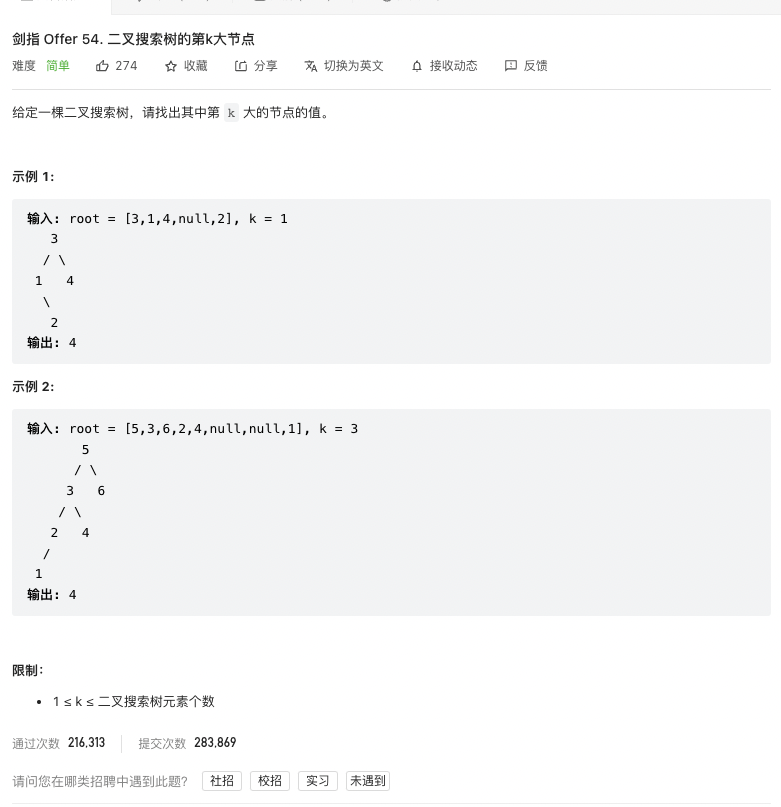 剑指 Offer 54. 二叉搜索树的第k大节点
难度 简单 274 收藏 分享 切换为英文 接收动态 反馈
给定一棵二叉搜索树，请找出其中第 k 大的节点的值。
示例 1:
输入: root = [3,1,4,null,2], k = 1
3
/ \
1 4
\
2
输出: 4
示例 2:
输入: root = [5,3,6,2,4,null,null,1], k = 3
5
/ \
3 6
/ \
2 4
/
1
输出: 4
限制：
• 1 ≤ k ≤ 二叉搜索树元素个数
通过次数 216,313 提交次数 283,869
请问您在哪类招聘中遇到此题? 社招 校招 实习 未遇到